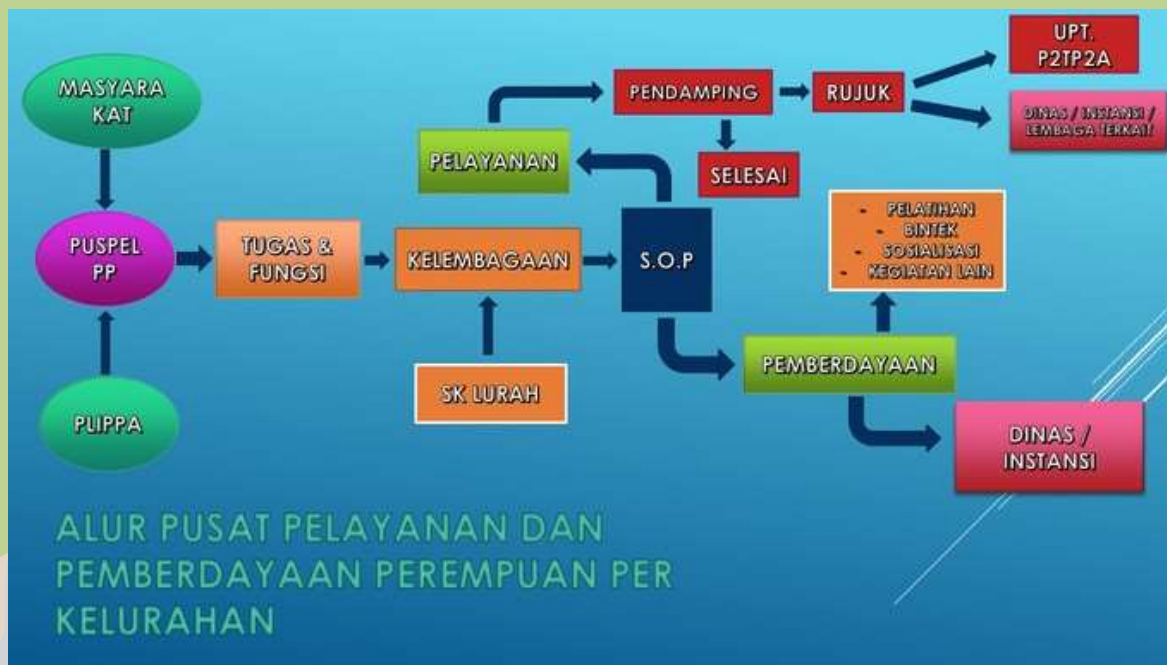 MASYARA
KAT
PUSPEL
PP
PLIPPA
TUGAS &
FUNGSI
KELEMBAGAAN
SK LURAH
S.O.P
PELAYANAN
PENDAMPING
SELESAI
RUJUK
UPT.
P2TP2A
DINAS / INSTANSI /
LEMBAGA TERKAIT
PEMBERDAYAAN
- PELATIHAN
- BINTEK
- SOSIALISASI
- KEGIATAN LAIN
DINAS /
INSTANSI
ALUR PUSAT PELAYANAN DAN
PEMBERDAYAAN PEREMPUAN PER
KELURAHAN